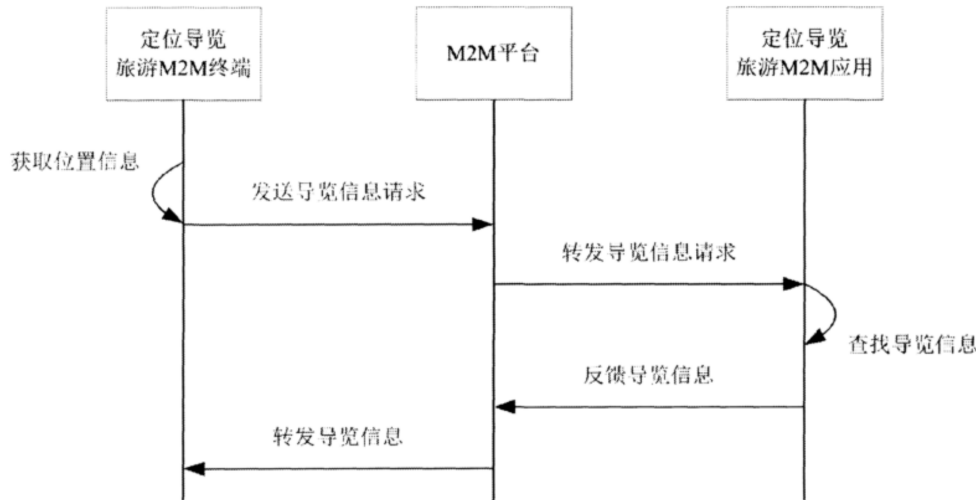 定位导览
旅游M2M终端
M2M平台
定位导览
旅游M2M应用
获取位置信息
发送导览信息请求
转发导览信息请求
查找导览信息
反馈导览信息
转发导览信息